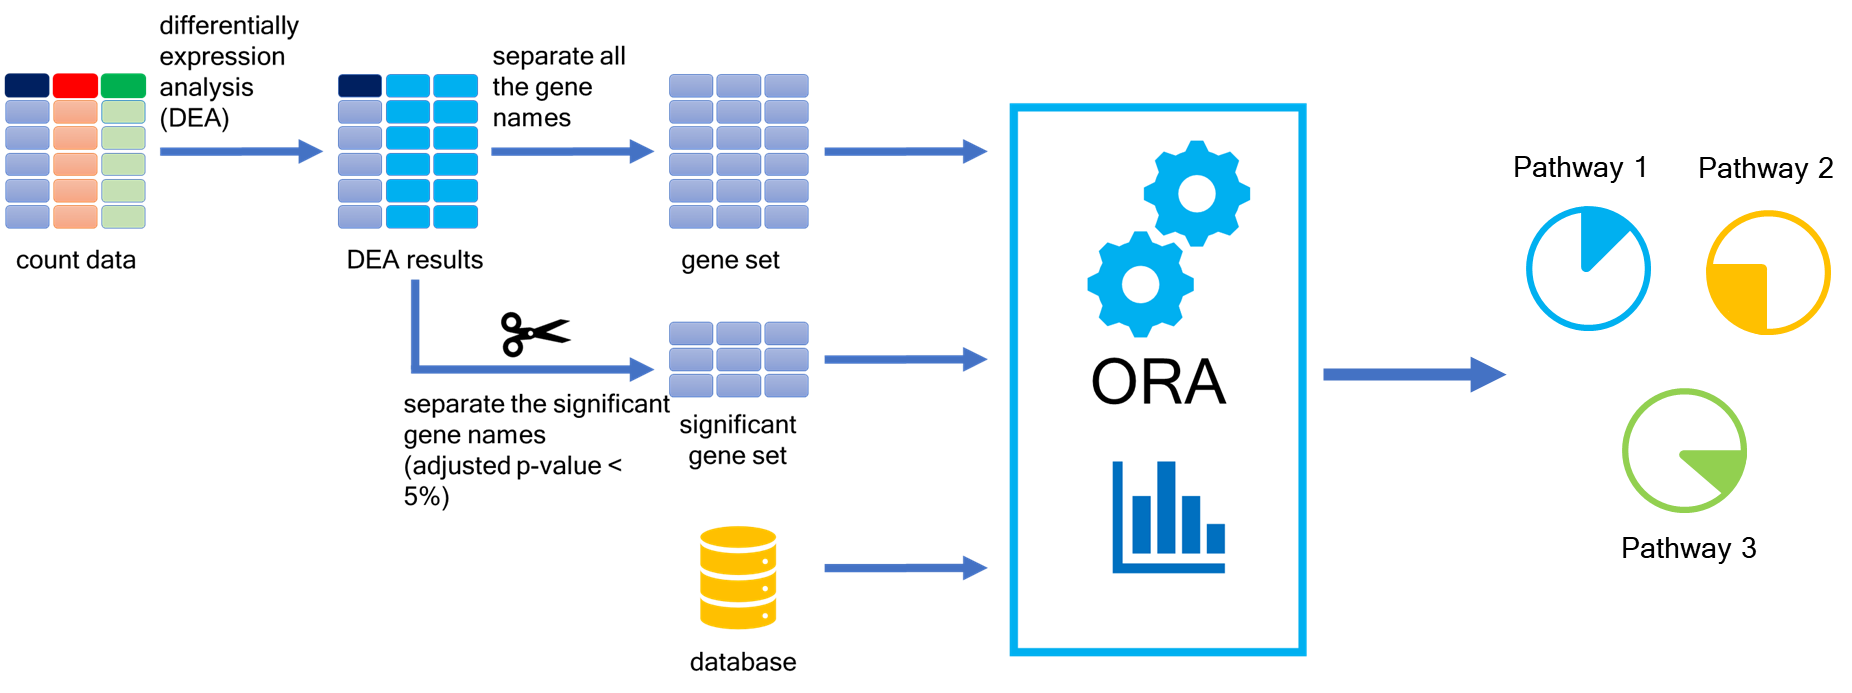 differentially
expression
analysis
(DEA)
separate all
the gene
names
count data
DEA results
gene set
separate the significant
gene names
(adjusted p-value <
5%)
significant
gene set
database
ORA
Pathway 1
Pathway 2
Pathway 3